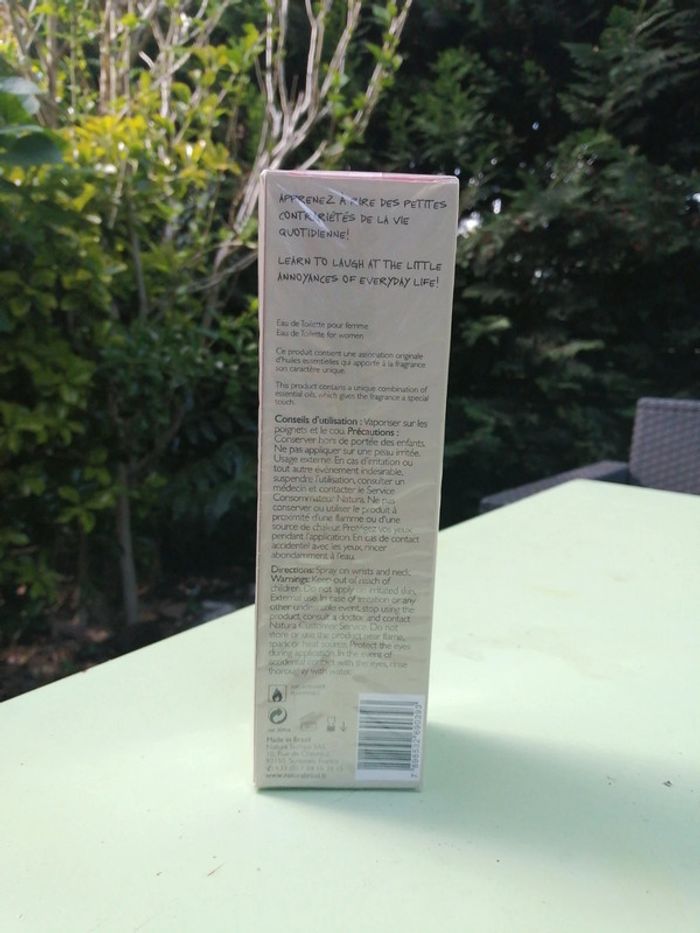 APPRENEZ À RIRE DES PETITES
CONTRARIÉTÉS DE LA VIE
QUOTIDIENNE!
LEARN TO LAUGH AT THE LITTLE
ANNOYANCES OF EVERYDAY LIFE!
Eau de Toilette pour femme
Eau de Toilette for women
Ce produit contient une association originale
d'huiles essentielles qui apporte à la fragrance
son caractère unique.
This product contains a unique combination of
essential oils, which gives the fragrance a special
touch.
Conseils d'utilisation : Vaporiser sur les
poignets et le cou. Précautions :
Conserver hors de portée des enfants.
Ne pas appliquer sur une peau irritée.
Usage externe. En cas d'irritation ou
tout autre événement indésirable,
suspendre l'utilisation, consulter un
médecin et contacter le Service
Consommateur Natura. Ne pas
conserver ou utiliser le produit à
proximité d'une flamme ou d'une
source de chaleur. Protégez vos yeux
pendant l'application. En cas de contact
accidentel avec les yeux, rincer
abondamment à l'eau.
Directions: Spray on wrists and neck.
Warnings: Keep out of reach of
children. Do not apply on irritated skin.
External use. In case of irritation or any
other undesirable event, stop using the
product, consult a doctor and contact
Natura Customer Service. Do not
store or use the product near flame,
spark or heat source. Protect the eyes
during application. In the event of
accidental contact with the eyes, rinse
thoroughly with water.
Made in Brazil
Natura Europa SAS